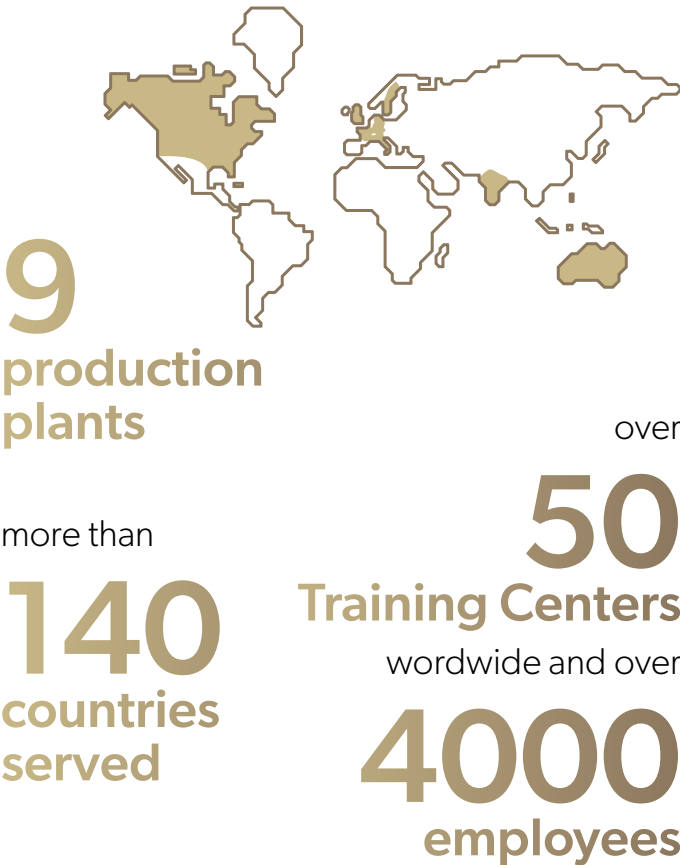 9
production
plants
more than
140
countries
served
over
50
Training Centers
wordwide and over
4000
employees